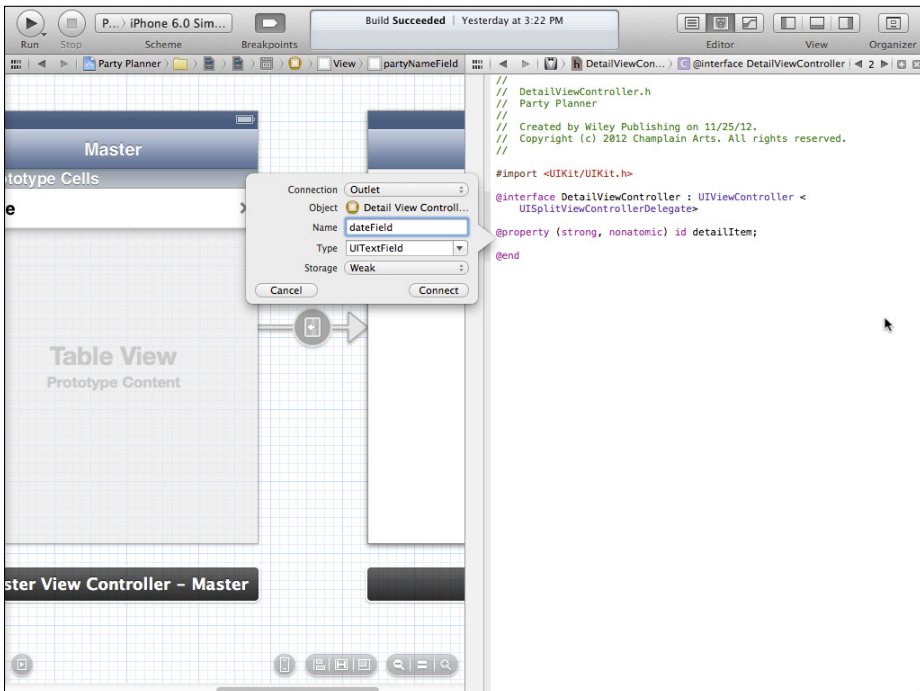 P...) iPhone 6.0 Sim...
Build Succeeded | Yesterday at 3:22 PM
Run Stop Scheme Breakpoints Editor View Organizer
Party Planner View partyNameField
DetailViewCon... @interface DetailViewController 2
//
// DetailViewController.h
// Party Planner
//
// Created by Wiley Publishing on 11/25/12.
// Copyright (c) 2012 Champlain Arts. All rights reserved.
//
#import <UIKit/UIKit.h>
@interface DetailViewController : UIViewController <
UISplitViewControllerDelegate>
@property (strong, nonatomic) id detailItem;
@end
Master
totype Cells
e
Connection Outlet
Object Detail View Controll...
Name dateField
Type UITextField
Storage Weak
Cancel Connect
Table View
Prototype Content
ster View Controller – Master